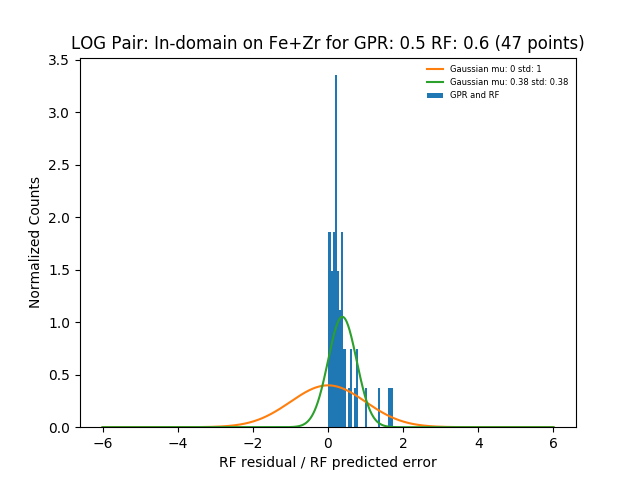 LOG Pair: In-domain on Fe+Zr for GPR: 0.5 RF: 0.6 (47 points)
Gaussian mu: 0 std: 1
Gaussian mu: 0.38 std: 0.38
GPR and RF
3.5
3.0
2.5
2.0
1.5
1.0
0.5
0.0
Normalized Counts
−6 −4 −2 0 2 4 6
RF residual / RF predicted error